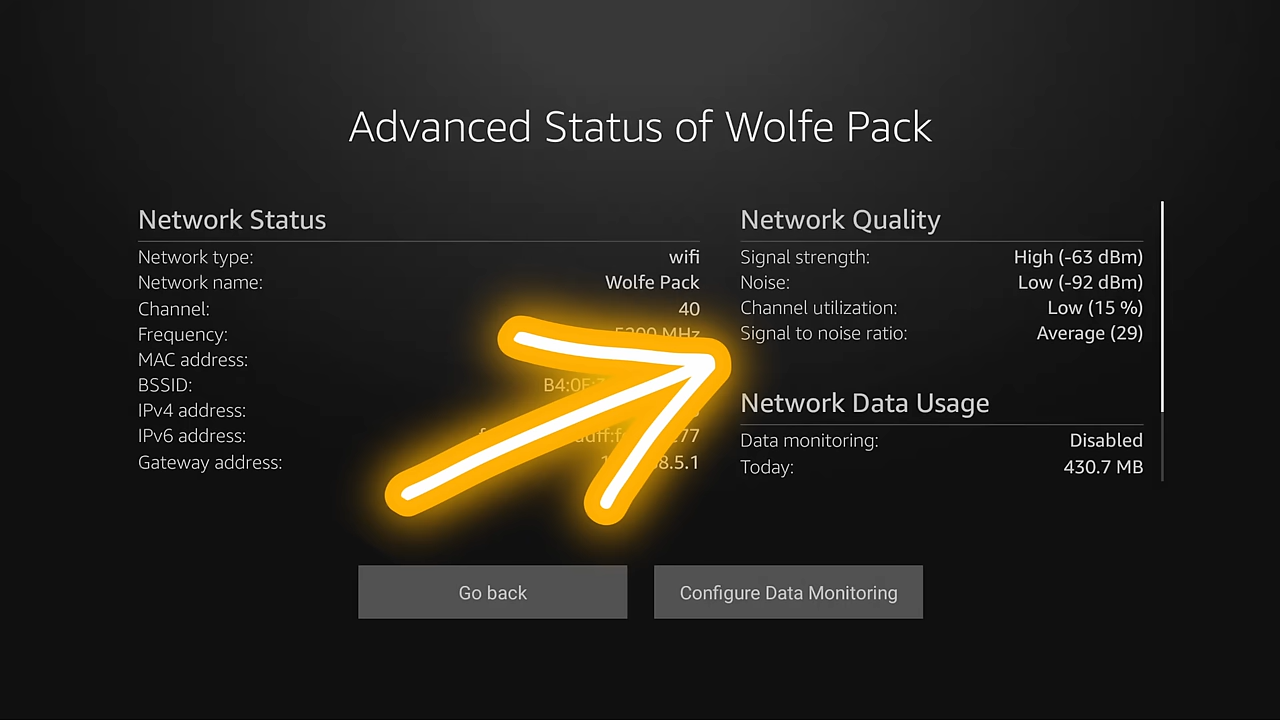 Advanced Status of Wolfe Pack
Network Status
Network type: wifi
Network name: Wolfe Pack
Channel: 40
Frequency: 5200 MHz
MAC address:
BSSID:
IPv4 address:
IPv6 address:
Gateway address:
Network Quality
Signal strength: High (-63 dBm)
Noise: Low (-92 dBm)
Channel utilization: Low (15 %)
Signal to noise ratio: Average (29)
Network Data Usage
Data monitoring: Disabled
Today: 430.7 MB
Go back
Configure Data Monitoring